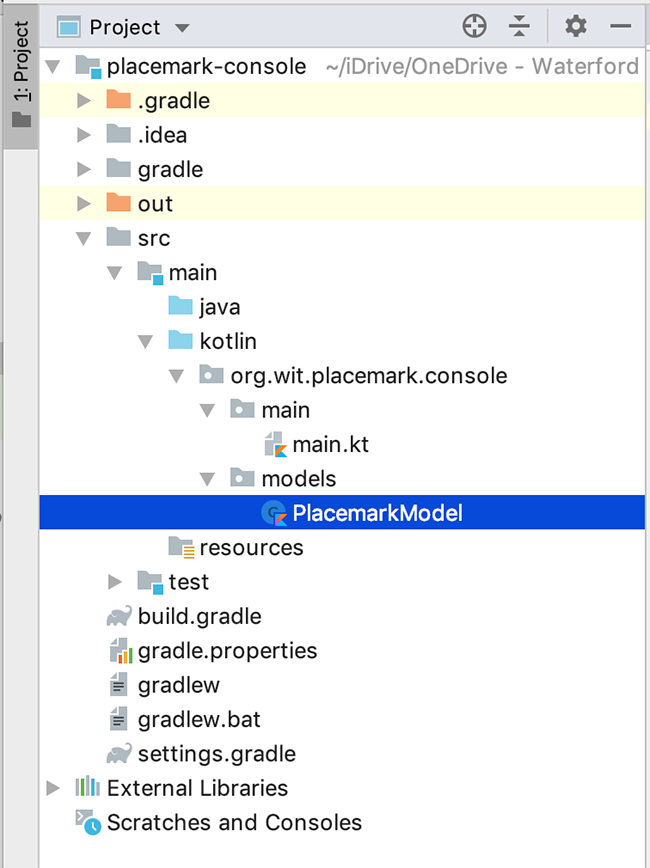 1: Project
Project
placemark-console ~/iDrive/OneDrive - Waterford
.gradle
.idea
gradle
out
src
main
java
kotlin
org.wit.placemark.console
main
main.kt
models
PlacemarkModel
resources
test
build.gradle
gradle.properties
gradlew
gradlew.bat
settings.gradle
External Libraries
Scratches and Consoles